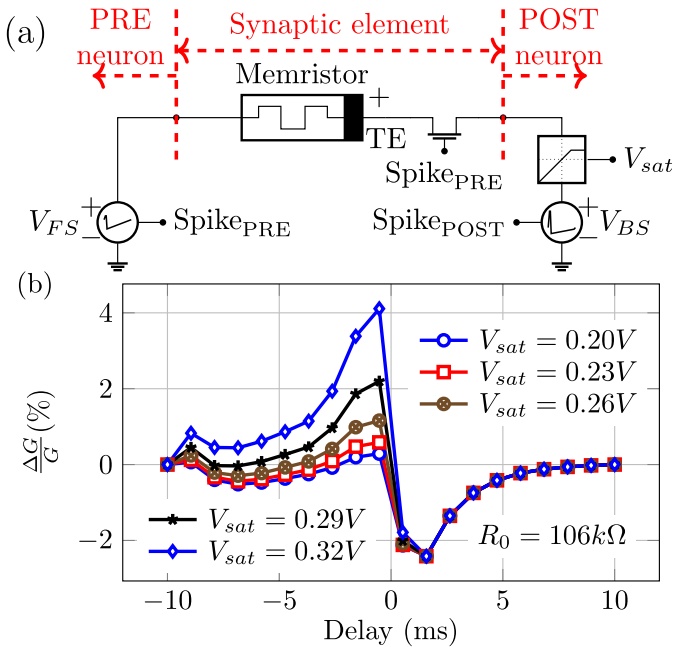 (a)
PRE
neuron
Synaptic element
POST
neuron
Memristor
+
TE
Spike_PRE
V_sat
V_FS
+
−
Spike_PRE
Spike_POST
+
−
V_BS
(b)
ΔG/G (%)
4
2
0
−2
V_sat = 0.20V
V_sat = 0.23V
V_sat = 0.26V
V_sat = 0.29V
V_sat = 0.32V
R_0 = 106kΩ
−10
−5
0
5
10
Delay (ms)